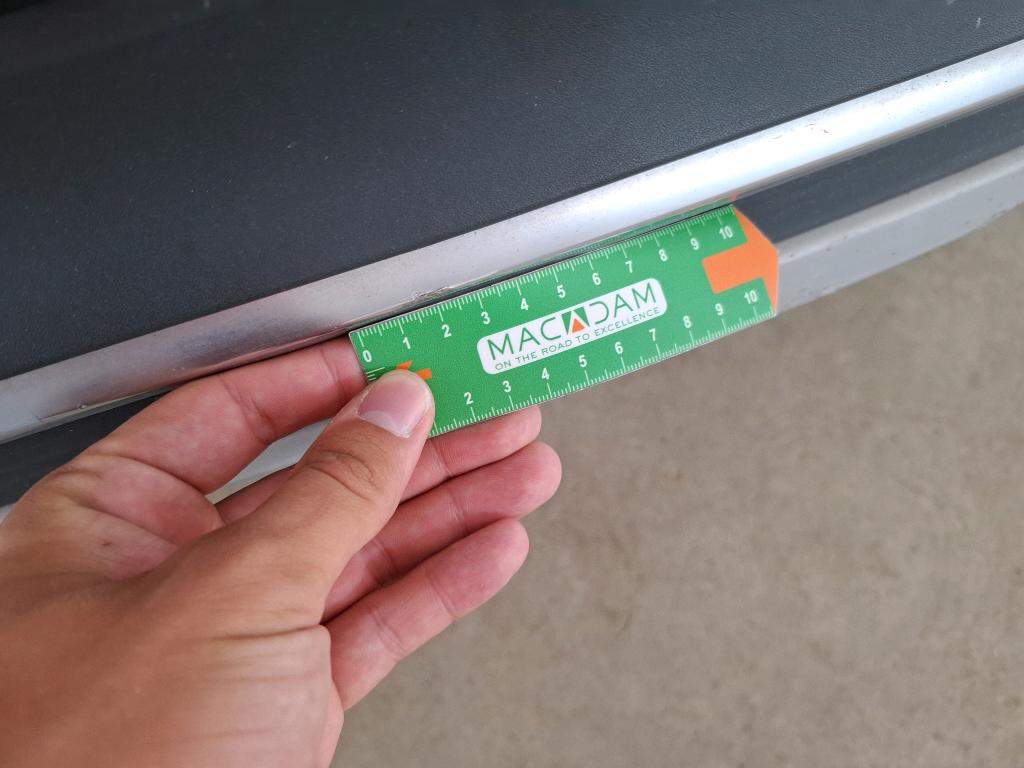 0 1 2 3 4 5 6 7 8 9 10
MACADAM
ON THE ROAD TO EXCELLENCE
2 3 4 5 6 7 8 9 10